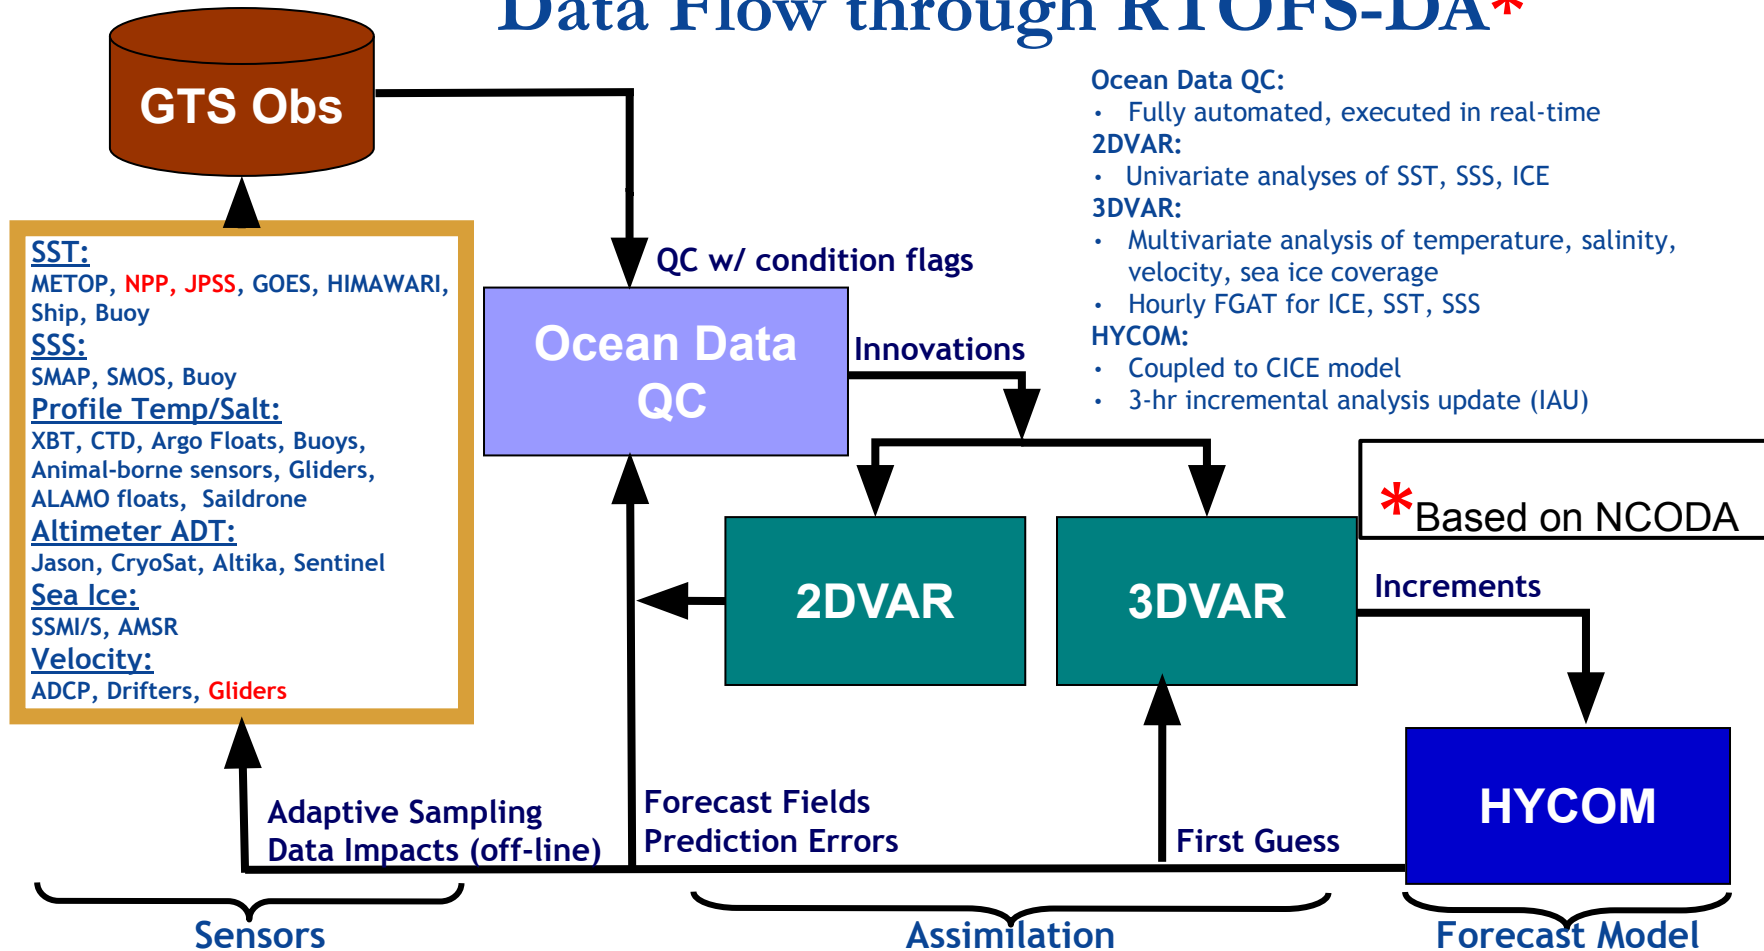 Data Flow through RTOFS-DA*
GTS Obs
Ocean Data QC:
• Fully automated, executed in real-time
2DVAR:
• Univariate analyses of SST, SSS, ICE
3DVAR:
• Multivariate analysis of temperature, salinity,
velocity, sea ice coverage
• Hourly FGAT for ICE, SST, SSS
HYCOM:
• Coupled to CICE model
• 3-hr incremental analysis update (IAU)
SST:
METOP, NPP, JPSS, GOES, HIMAWARI,
Ship, Buoy
SSS:
SMAP, SMOS, Buoy
Profile Temp/Salt:
XBT, CTD, Argo Floats, Buoys,
Animal-borne sensors, Gliders,
ALAMO floats, Saildrone
Altimeter ADT:
Jason, CryoSat, Altika, Sentinel
Sea Ice:
SSMI/S, AMSR
Velocity:
ADCP, Drifters, Gliders
QC w/ condition flags
Ocean Data
QC
Innovations
*Based on NCODA
2DVAR
3DVAR
Increments
HYCOM
Adaptive Sampling
Data Impacts (off-line)
Forecast Fields
Prediction Errors
First Guess
Sensors
Assimilation
Forecast Model